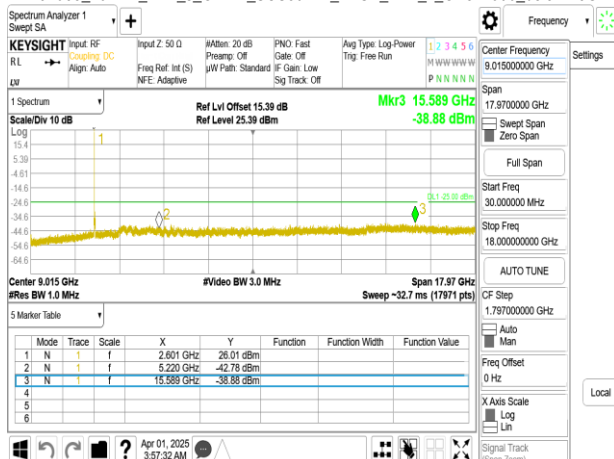 Spectrum Analyzer 1
Swept SA
Frequency
KEYSIGHT Input: RF
Coupling: DC
Align: Auto
RL
Input Z: 50 Ω
Freq Ref: Int (S)
NFE: Adaptive
#Atten: 20 dB
Preamp: Off
µW Path: Standard
PNO: Fast
Gate: Off
IF Gain: Low
Sig Track: Off
Avg Type: Log-Power
Trig: Free Run
1 2 3 4 5 6
M W W W W W
P N N N N N
Center Frequency
9.015000000 GHz
Settings
1 Spectrum
Scale/Div 10 dB
Ref Lvl Offset 15.39 dB
Ref Level 25.39 dBm
Mkr3 15.589 GHz
-38.88 dBm
Span
17.9700000 GHz
Swept Span
Zero Span
Log
15.4
5.39
-4.61
-14.6
-24.6
-34.6
-44.6
-54.6
-64.6
1
2
3
DL1 -25.00 dBm
Full Span
Start Freq
30.000000 MHz
Stop Freq
18.000000000 GHz
AUTO TUNE
Center 9.015 GHz
#Res BW 1.0 MHz
#Video BW 3.0 MHz
Span 17.97 GHz
Sweep ~32.7 ms (17971 pts)
CF Step
1.797000000 GHz
Auto
Man
5 Marker Table
Mode Trace Scale X Y Function Function Width Function Value
1 N 1 f 2.601 GHz 26.01 dBm
2 N 1 f 5.220 GHz -42.78 dBm
3 N 1 f 15.589 GHz -38.88 dBm
4
5
6
Freq Offset
0 Hz
X Axis Scale
Log
Lin
Local
Signal Track
? Apr 01, 2025
3:57:32 AM